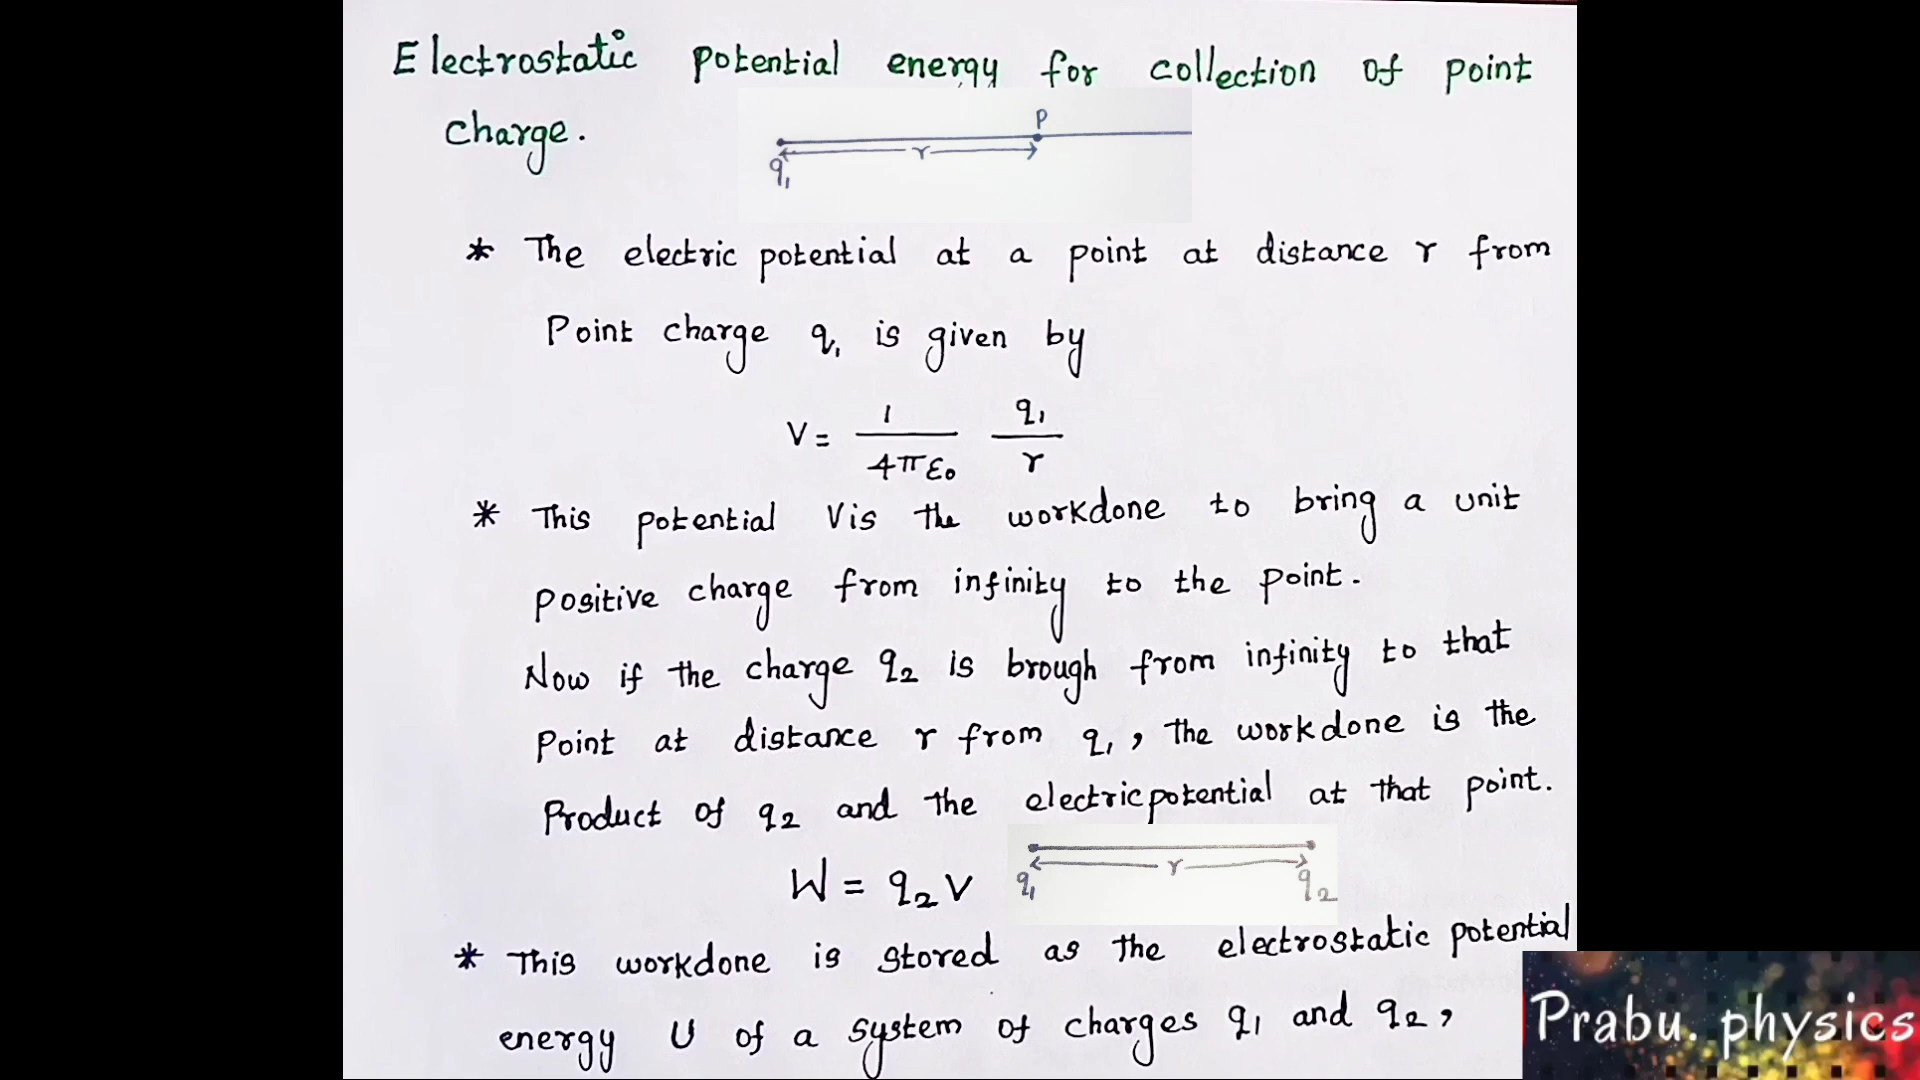 Electrostatic potential energy for collection of point
charge.
P
r
q₁
* The electric potential at a point at distance r from
Point charge q₁ is given by
V = 1/4πε₀ q₁/r
* This potential V is the workdone to bring a unit
positive charge from infinity to the point.
Now if the charge q₂ is brough from infinity to that
Point at distance r from q₁, the workdone is the
Product of q₂ and the electric potential at that point.
W = q₂V
r
q₁ q₂
* This workdone is stored as the electrostatic potential
energy U of a system of charges q₁ and q₂,
Prabu. physics